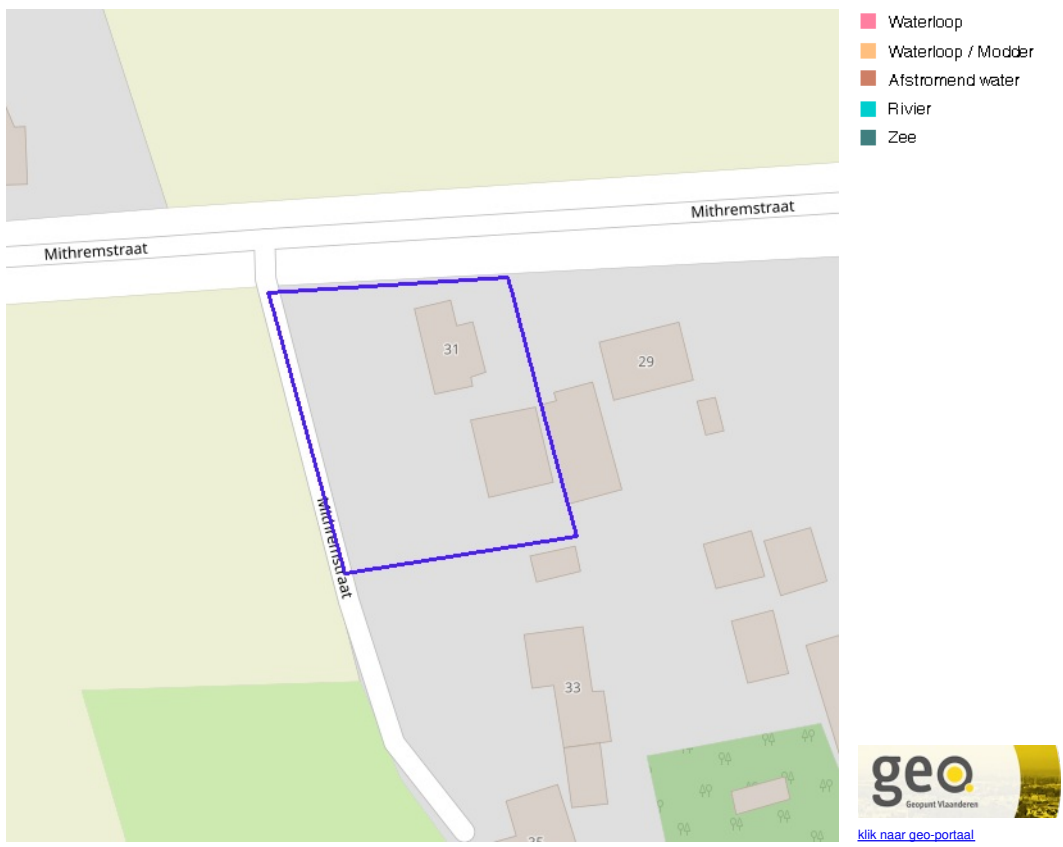 Waterloop
Waterloop / Modder
Afstromend water
Rivier
Zee
Mithremstraat
Mithremstraat
31
29
Mithremstraat
33
35
geo.
Geopunt Vlaanderen
klik naar geo-portaal